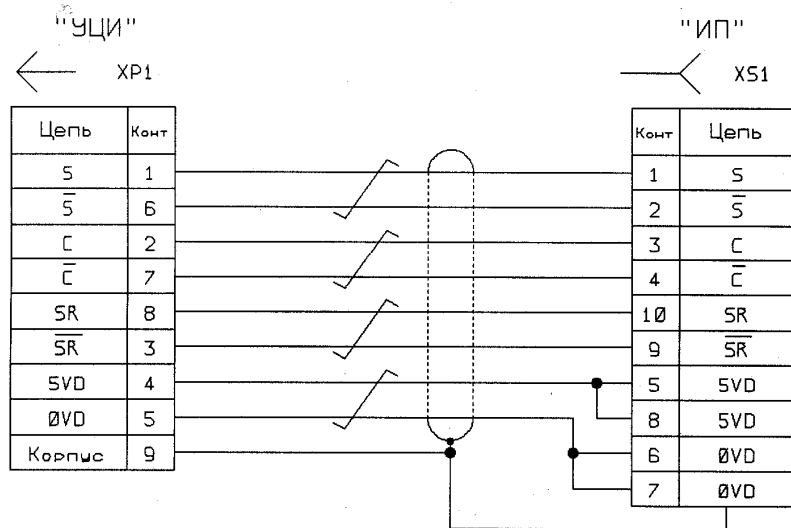 "УЦИ" "ИП"
XP1 XS1
Цепь Конт Конт Цепь
S 1 1 S
S̅ 6 2 S̅
C 2 3 C
C̅ 7 4 C̅
SR 8 10 SR
S̅R̅ 3 9 S̅R̅
5VD 4 5 5VD
0VD 5 8 5VD
Корпус 9 6 0VD
7 0VD